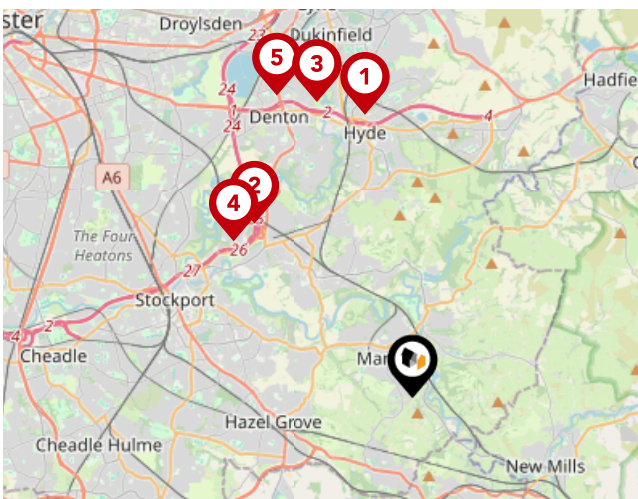 ster
Droylsden
23
Dukinfield
5
3
1
24
1
Denton
2
4
Hadfie
24
Hyde
A6
2
4
The Four
Heatons
26
27
Stockport
4
2
Cheadle
Mar
Hazel Grove
Cheadle Hulme
New Mills